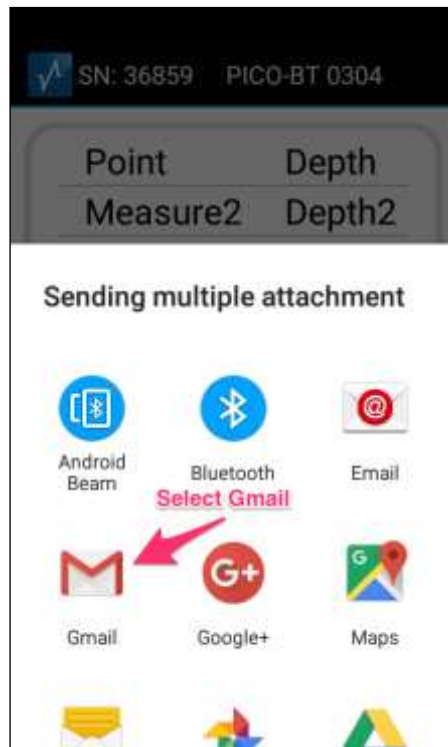 SN: 36859 PICO-BT 0304
Point Depth
Measure2 Depth2
Sending multiple attachment
Android Bluetooth Email
Beam
Select Gmail
Gmail Google+ Maps